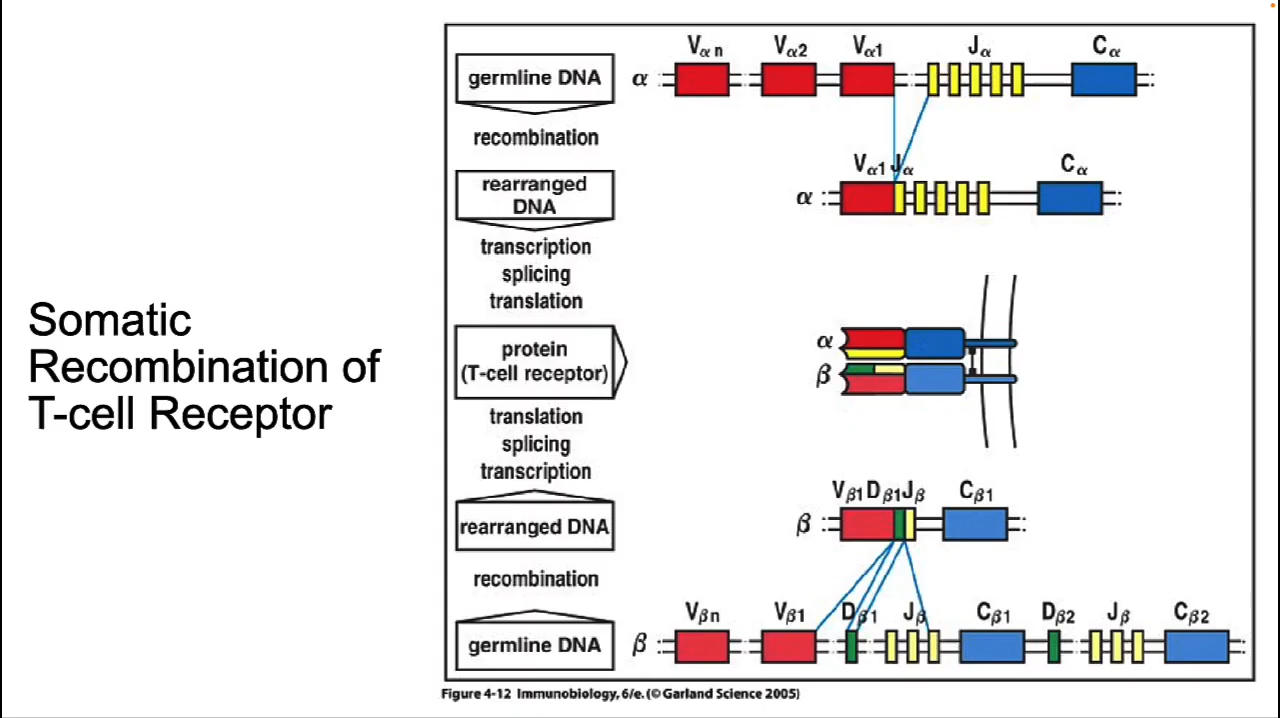 Somatic
Recombination of
T-cell Receptor
germline DNA
α
Vα n
Vα2
Vα1
Jα
Cα
recombination
rearranged
DNA
α
Vα1 Jα
Cα
transcription
splicing
translation
protein
(T-cell receptor)
α
β
translation
splicing
transcription
rearranged DNA
β
Vβ1 Dβ1 Jβ
Cβ1
recombination
germline DNA
β
Vβn
Vβ1
Dβ1
Jβ
Cβ1
Dβ2
Jβ
Cβ2
Figure 4-12 Immunobiology, 6/e. (© Garland Science 2005)